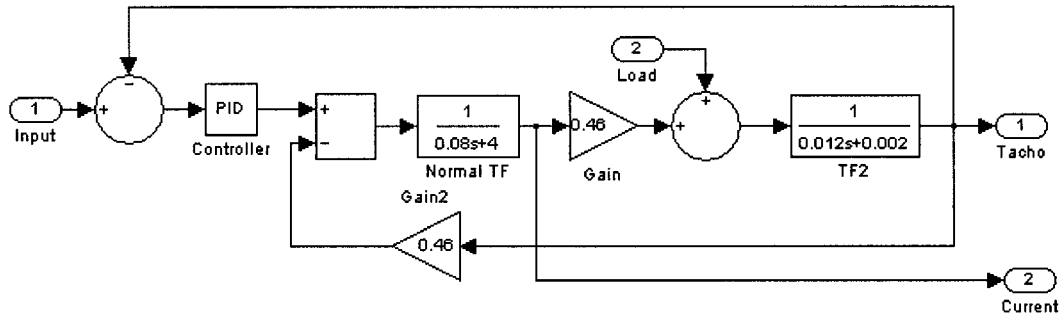 1
Input
−
+
PID
Controller
+
−
1
0.08s+4
Normal TF
0.46
Gain
2
Load
+
+
1
0.012s+0.002
TF2
1
Tacho
Gain2
0.46
2
Current